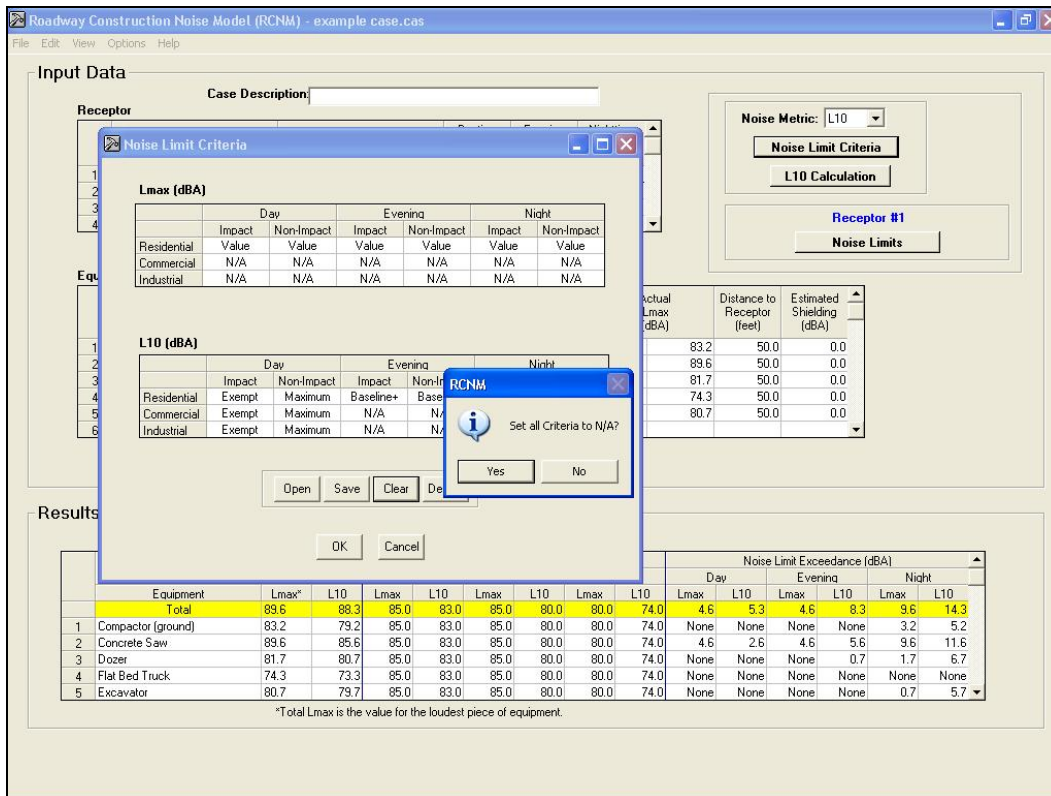 Roadway Construction Noise Model (RCNM) - example case.cas
File Edit View Options Help
Input Data
Case Description:
Receptor
1
2
3
4
Noise Metric: L10
Noise Limit Criteria
L10 Calculation
Receptor #1
Noise Limits
Noise Limit Criteria
Lmax (dBA)
Day Evening Night
Impact Non-Impact Impact Non-Impact Impact Non-Impact
Residential Value Value Value Value Value Value
Commercial N/A N/A N/A N/A N/A N/A
Industrial N/A N/A N/A N/A N/A N/A
L10 (dBA)
Day Evening Night
Impact Non-Impact Impact
Residential Exempt Maximum Baseline+
Commercial Exempt Maximum N/A
Industrial Exempt Maximum N/A
RCNM
Set all Criteria to N/A?
Yes No
Open Save Clear
OK Cancel
Actual Lmax (dBA) Distance to Receptor (feet) Estimated Shielding (dBA)
1 83.2 50.0 0.0
2 89.6 50.0 0.0
3 81.7 50.0 0.0
4 74.3 50.0 0.0
5 80.7 50.0 0.0
6
Results
Noise Limit Exceedance (dBA)
Day Evening Night
Equipment Lmax* L10 Lmax L10 Lmax L10 Lmax L10 Lmax L10 Lmax L10 Lmax L10
Total 89.6 88.3 85.0 83.0 85.0 80.0 80.0 74.0 4.6 5.3 4.6 8.3 9.6 14.3
1 Compactor (ground) 83.2 79.2 85.0 83.0 85.0 80.0 80.0 74.0 None None None None 3.2 5.2
2 Concrete Saw 89.6 85.6 85.0 83.0 85.0 80.0 80.0 74.0 4.6 2.6 4.6 5.6 9.6 11.6
3 Dozer 81.7 80.7 85.0 83.0 85.0 80.0 80.0 74.0 None None None 0.7 1.7 6.7
4 Flat Bed Truck 74.3 73.3 85.0 83.0 85.0 80.0 80.0 74.0 None None None None None None
5 Excavator 80.7 79.7 85.0 83.0 85.0 80.0 80.0 74.0 None None None None 0.7 5.7
*Total Lmax is the value for the loudest piece of equipment.